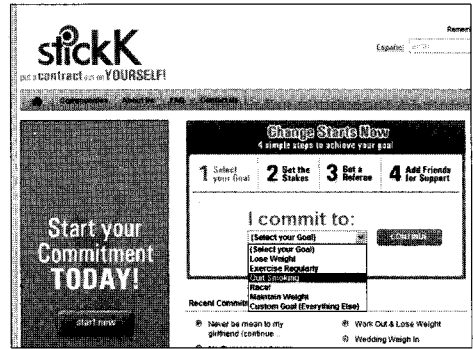 Remem
stickK
Español
put a contract out on YOURSELF!
Communities About Us FAQ Contact Us
Change Starts Now
4 simple steps to achieve your goal
1 Select your Goal
2 Set the Stakes
3 Get a Referee
4 Add Friends for Support
Start your
Commitment
TODAY!
start now
I commit to:
(Select your Goal)
(Select your Goal)
Lose Weight
Exercise Regularly
Quit Smoking
Race!
Maintain Weight
Custom Goal (Everything Else)
Recent Commitm
Never be mean to my
girlfriend (continue...
Work Out & Lose Weight
Wedding Weigh In